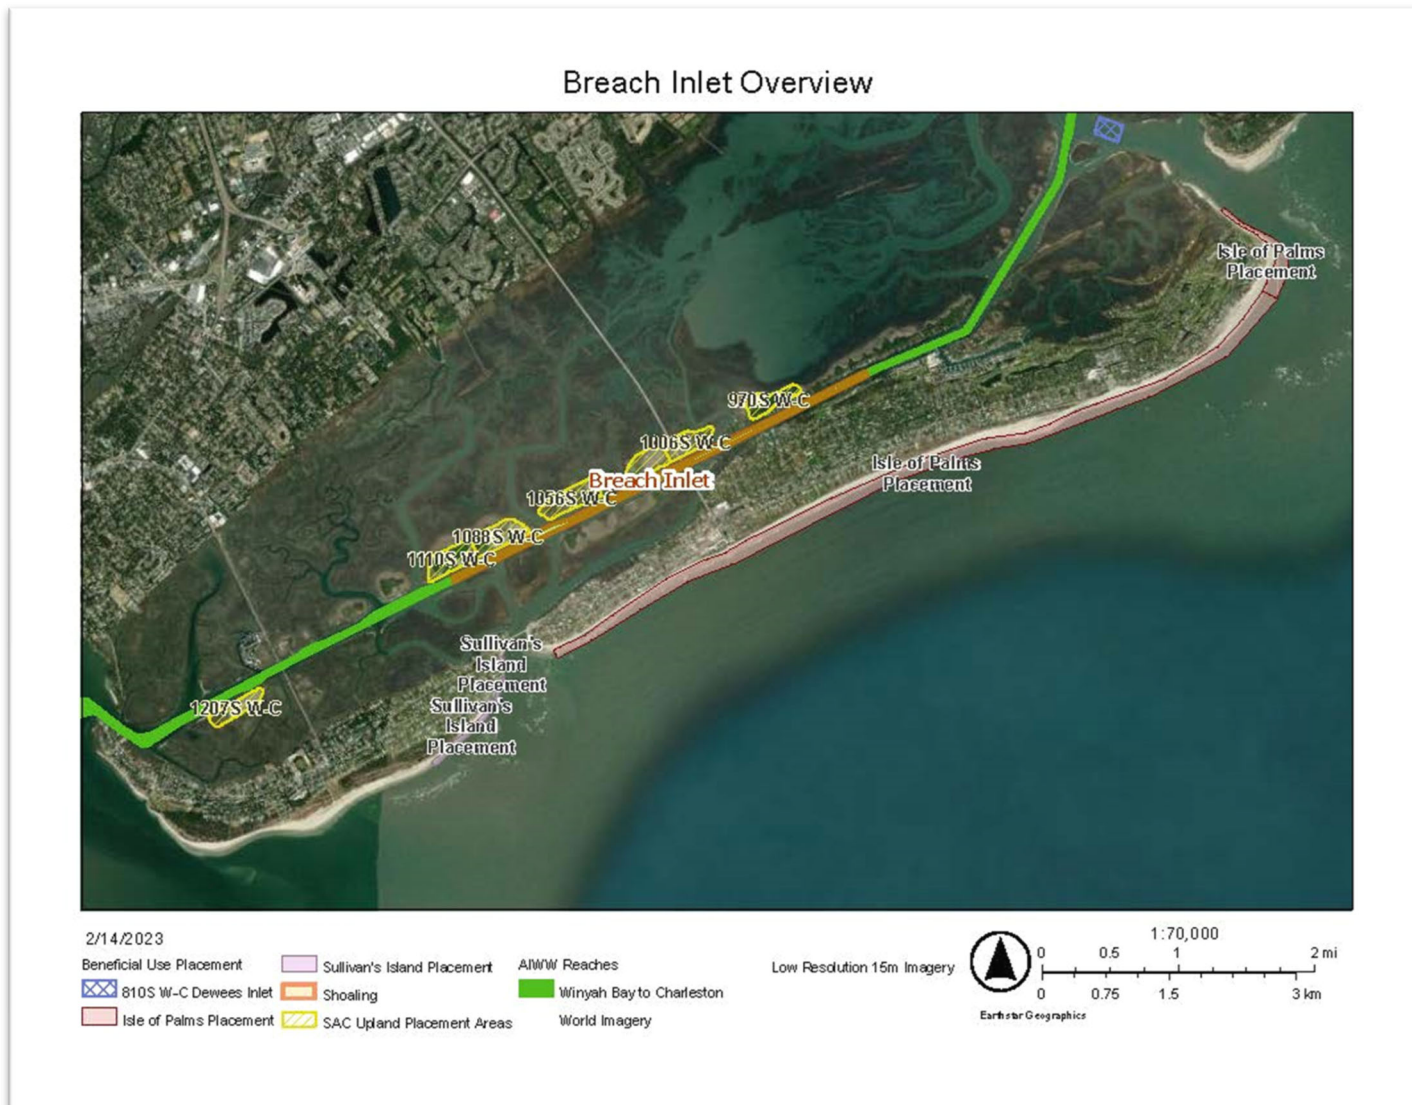 Breach Inlet Overview
Isle of Palms
Placement
970S W-C
1006S W-C
Isle of Palms
Placement
Breach Inlet
1056S W-C
1088S W-C
1110S W-C
Sullivan's
Island
Placement
Sullivan's
Island
Placement
1207S W-C
2/14/2023
Beneficial Use Placement
810S W-C Dewees Inlet
Isle of Palms Placement
Sullivan's Island Placement
Shoaling
SAC Upland Placement Areas
AIWW Reaches
Winyah Bay to Charleston
World Imagery
Low Resolution 15m Imagery
1:70,000
0 0.5 1 2 mi
0 0.75 1.5 3 km
Earthstar Geographics